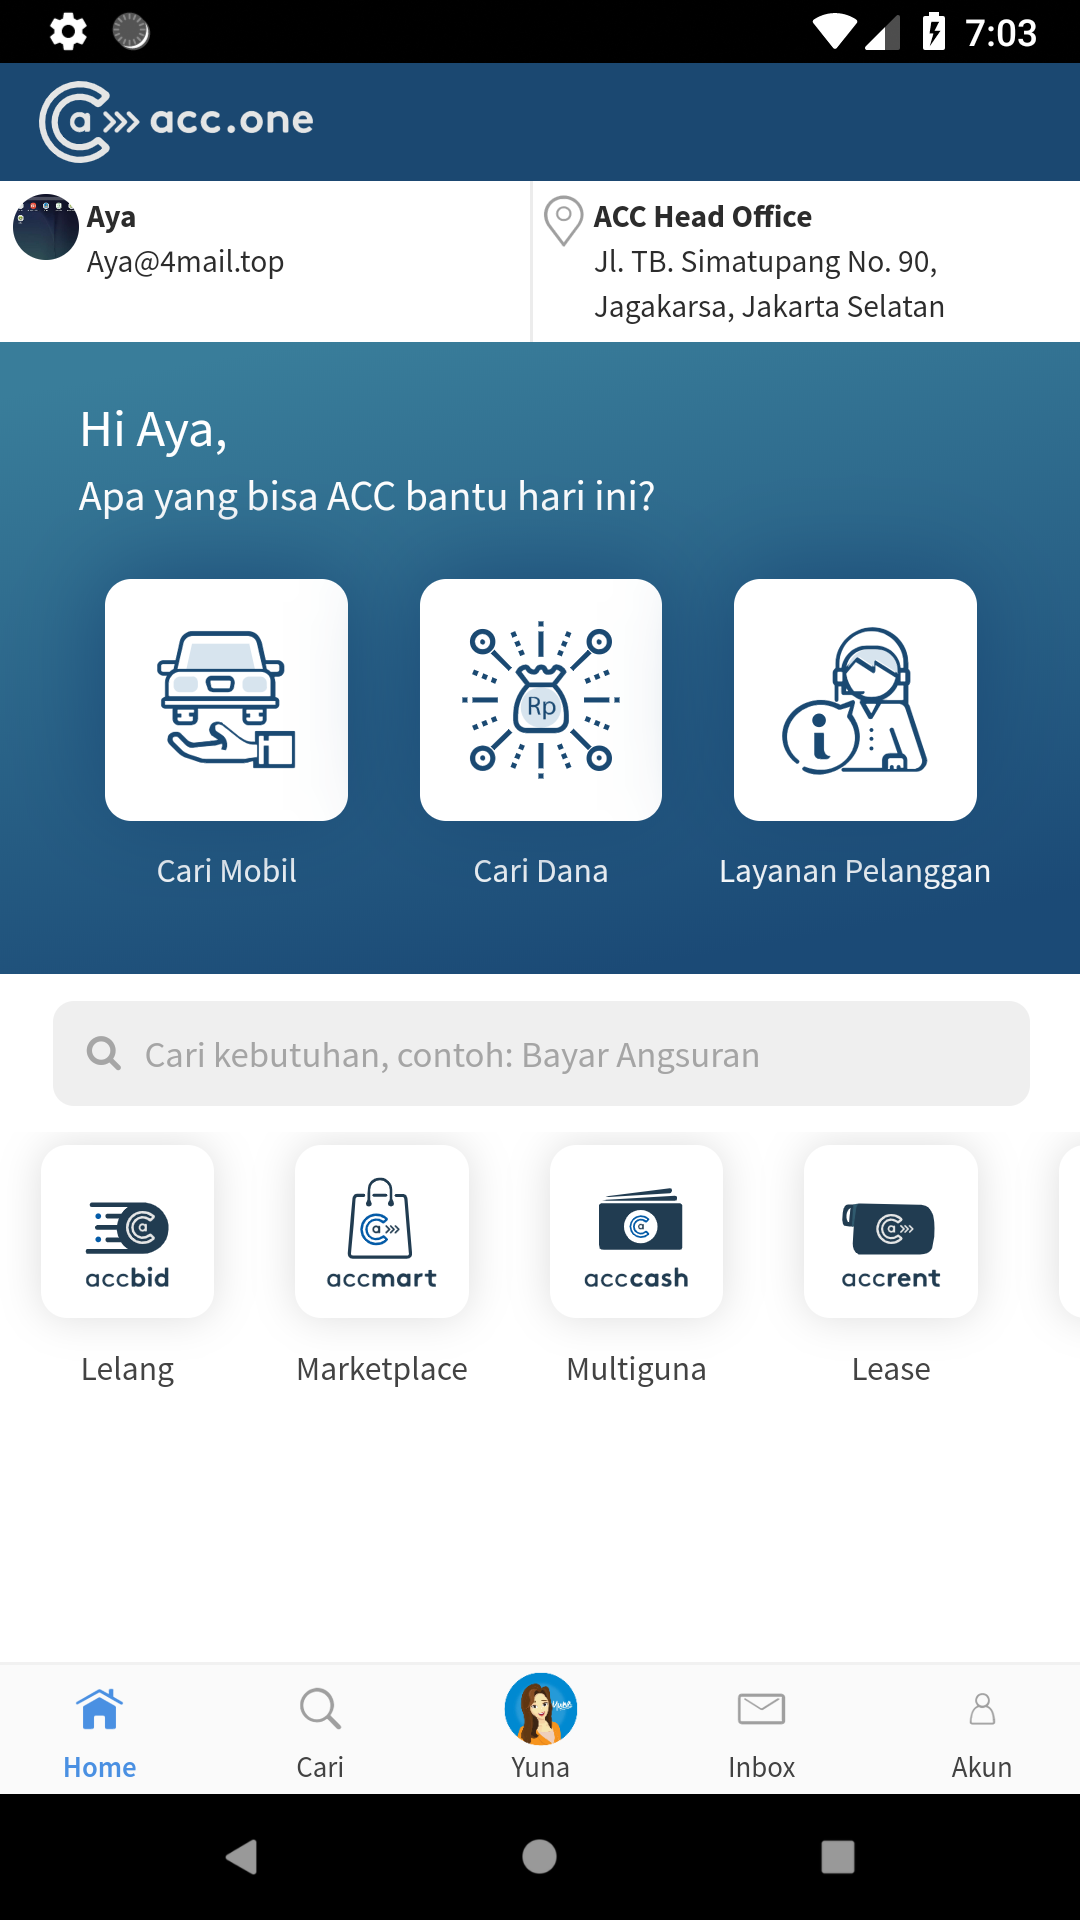 7:03
acc.one
Aya
Aya@4mail.top
ACC Head Office
Jl. TB. Simatupang No. 90,
Jagakarsa, Jakarta Selatan
Hi Aya,
Apa yang bisa ACC bantu hari ini?
Rp
Cari Mobil
Cari Dana
Layanan Pelanggan
Cari kebutuhan, contoh: Bayar Angsuran
accbid
accmart
acccash
accrent
Lelang
Marketplace
Multiguna
Lease
Home
Cari
Yuna
Inbox
Akun